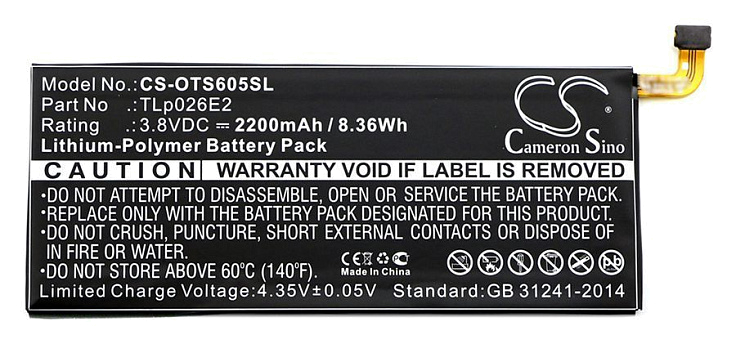 Model No.: CS-OTS605SL
Part No : TLp026E2
Rating : 3.8VDC ⎓ 2200mAh / 8.36Wh
Lithium-Polymer Battery Pack
CS
Cameron Sino
CAUTION WARRANTY VOID IF LABEL IS REMOVED
•DO NOT ATTEMPT TO DISASSEMBLE, OPEN OR SERVICE THE BATTERY PACK.
•REPLACE ONLY WITH THE BATTERY PACK DESIGNATED FOR THIS PRODUCT.
•DO NOT CRUSH, PUNCTURE, SHORT EXTERNAL CONTACTS OR DISPOSE
OF IN FIRE OR WATER.
•DO NOT STORE ABOVE 60°C (140°F).
CE
Made In China
Pb
Limited Charge Voltage:4.35V±0.05V Standard:GB 31241-2014